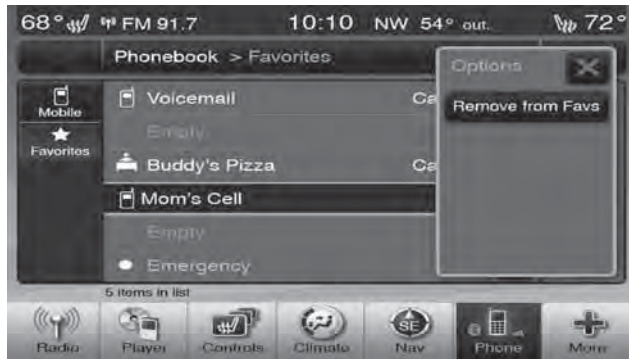 68° FM 91.7 10:10 NW 54° out. 72°
Phonebook > Favorites
Options
Mobile
Voicemail Ca
Remove from Favs
Empty
Favorites
Buddy's Pizza Ca
Mom's Cell
Empty
Emergency
5 items in list
Radio Player Controls Climate SE Nav Phone More